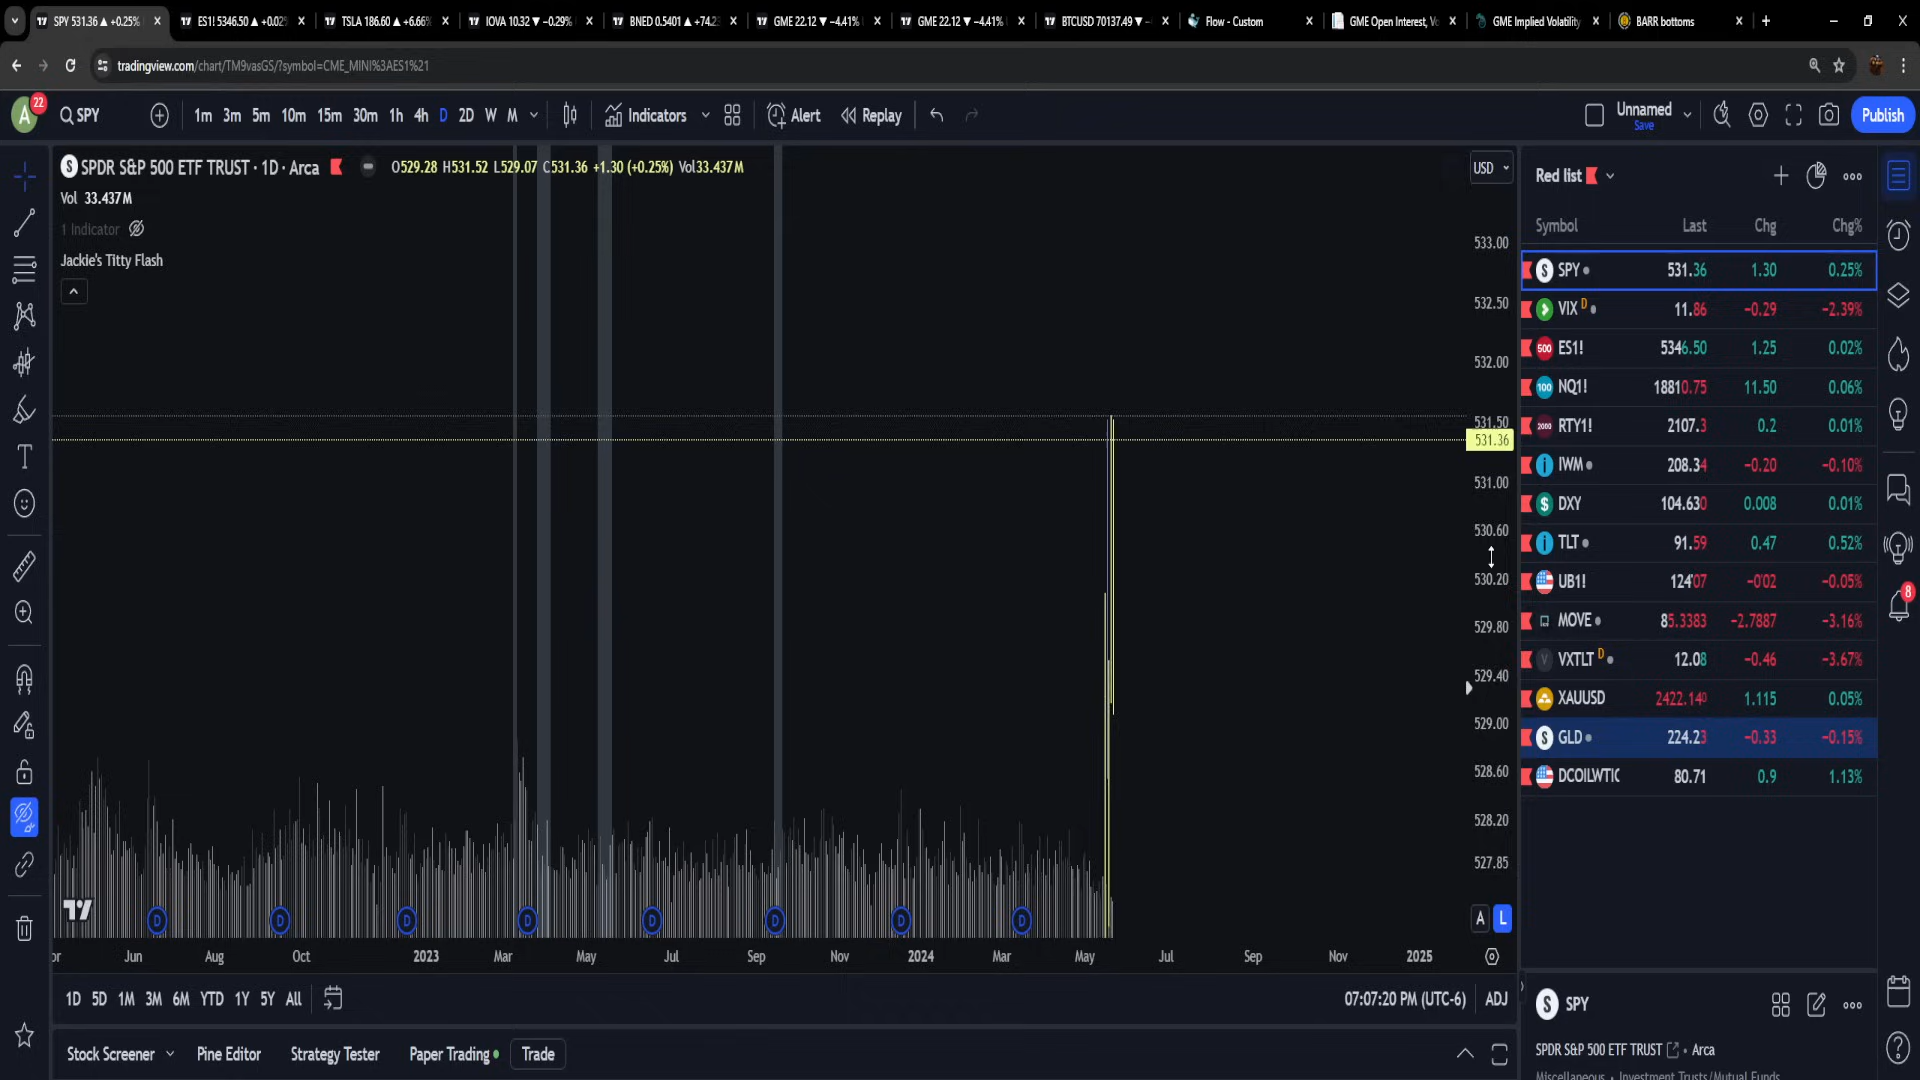 SPY 531.36 ▲ +0.25%
ES1! 5346.50 ▲ +0.02%
TSLA 186.60 ▲ +6.66%
IOVA 10.32 ▼ −0.29%
BNED 0.5401 ▲ +74.2
GME 22.12 ▼ −4.41%
GME 22.12 ▼ −4.41%
BTCUSD 70137.49 ▼ −
Flow - Custom
GME Open Interest, Vo
GME Implied Volatility
BARR bottoms
tradingview.com/chart/TM9vasGS/?symbol=CME_MINI%3AES1%21
A 22 SPY 1m 3m 5m 10m 15m 30m 1h 4h D 2D W M Indicators Alert Replay Unnamed Publish
Save
SPDR S&P 500 ETF TRUST · 1D · Arca O529.28 H531.52 L529.07 C531.36 +1.30 (+0.25%) Vol33.437M USD
Vol 33.437M
1 Indicator
Jackie's Titty Flash
533.00
532.50
532.00
531.50
531.36
531.00
530.60
530.20
529.80
529.40
529.00
528.60
528.20
527.85
D D D D D D D D
A L
Jun Aug Oct 2023 Mar May Jul Sep Nov 2024 Mar May Jul Sep Nov 2025
1D 5D 1M 3M 6M YTD 1Y 5Y All 07:07:20 PM (UTC-6) ADJ
Stock Screener Pine Editor Strategy Tester Paper Trading Trade
Red list
Symbol Last Chg Chg%
SPY 531.36 1.30 0.25%
VIX D 11.86 −0.29 −2.39%
500 ES1! 5346.50 1.25 0.02%
100 NQ1! 18810.75 11.50 0.06%
2000 RTY1! 2107.3 0.2 0.01%
IWM 208.34 −0.20 −0.10%
DXY 104.630 0.008 0.01%
TLT 91.59 0.47 0.52%
UB1! 124'07 −0'02 −0.05%
MOVE 85.3383 −2.7887 −3.16%
V VXTLT D 12.08 −0.46 −3.67%
XAUUSD 2422.140 1.115 0.05%
GLD 224.23 −0.33 −0.15%
DCOILWTIC 80.71 0.9 1.13%
8
SPY
SPDR S&P 500 ETF TRUST • Arca
Miscellaneous • Investment Trusts/Mutual Funds